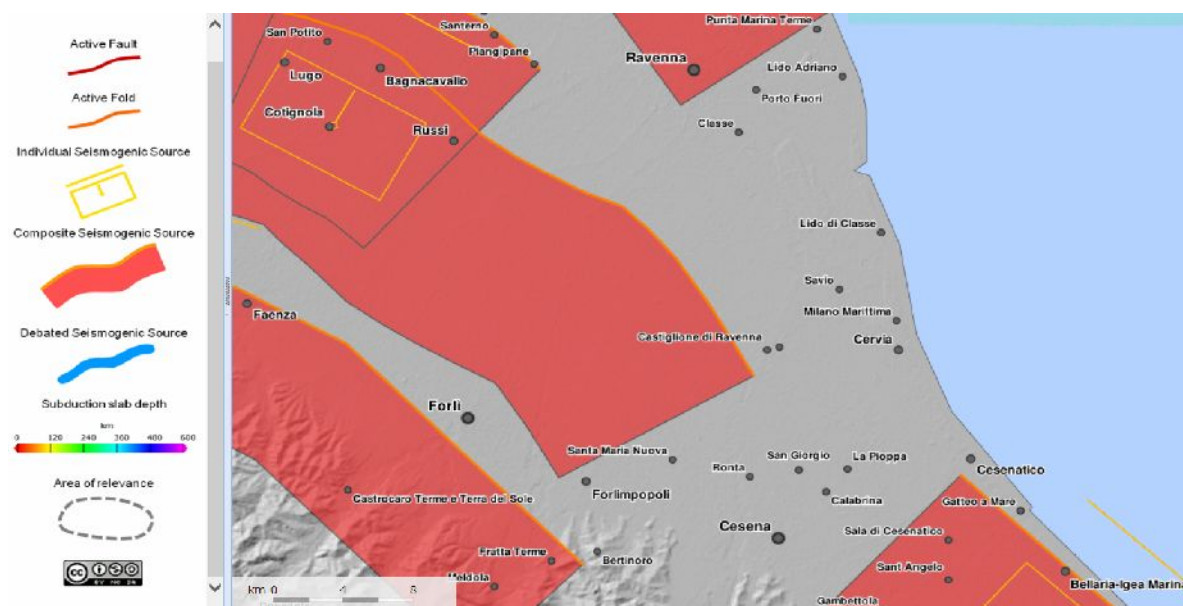 Active Fault
Active Fold
Individual Seismogenic Source
Composite Seismogenic Source
Debated Seismogenic Source
Subduction slab depth
km
0 120 240 360 480 600
Area of relevance
CC
BY NC SA
Santerno
Punta Marina Terme
San Potito
Piangipane
Ravenna
Lugo
Bagnacavallo
Lido Adriano
Porto Fuori
Cotignola
Russi
Classe
Lido di Classe
Savio
Faenza
Milano Marittima
Castiglione di Ravenna
Cervia
Forlì
Santa Maria Nuova
San Giorgio
La Pioppa
Ronta
Cesenatico
Forlimpopoli
Castrocaro Terme e Terra del Sole
Calabrina
Gatteo a Mare
Cesena
Sala di Cesenatico
Fratta Terme
Bertinoro
Sant Angelo
Meldola
Bellaria-Igea Marina
km 0 4 8
Gambettola